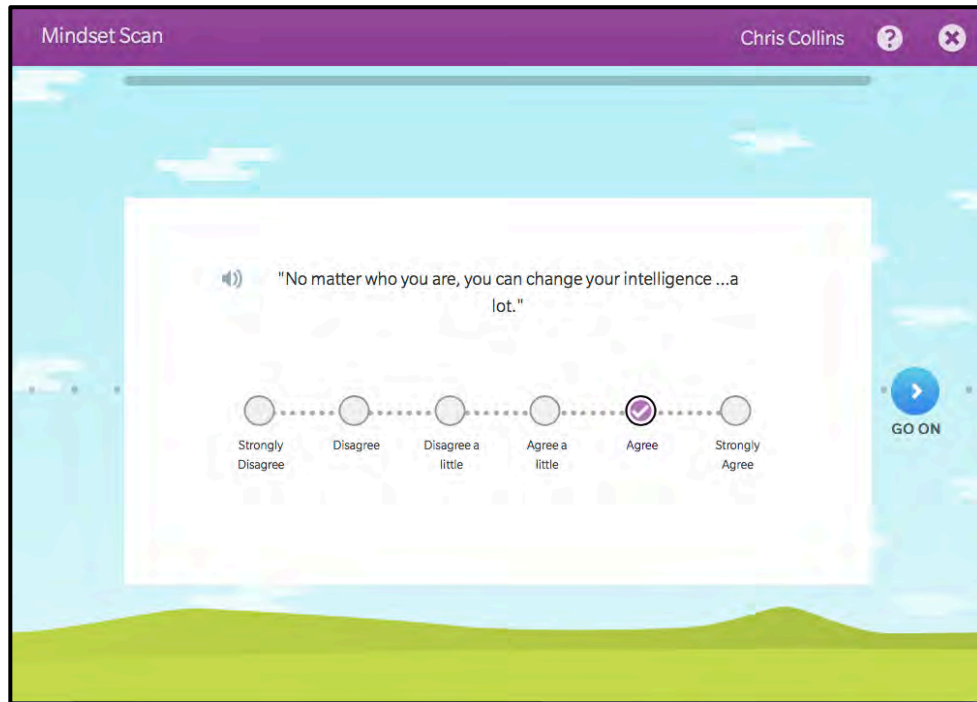 Mindset Scan
Chris Collins
?
"No matter who you are, you can change your intelligence ...a
lot."
Strongly
Disagree
Disagree
Disagree a
little
Agree a
little
Agree
Strongly
Agree
GO ON